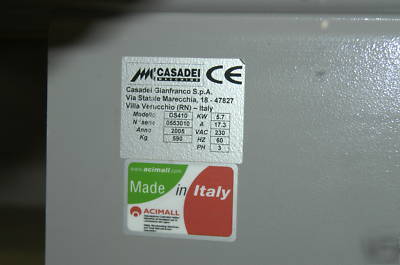 CASADEI
MACCHINE
CE
Casadei Gianfranco S.p.A.
Via Statale Marecchia, 18 - 47827
Villa Verucchio (RN) – Italy
Modello DS410 KW 5.7
N° serie 0553010 A 17.3
Anno 2005 VAC 230
Kg 590 HZ 60
PH 3
www.acimall.com
Made in Italy
ACIMALL